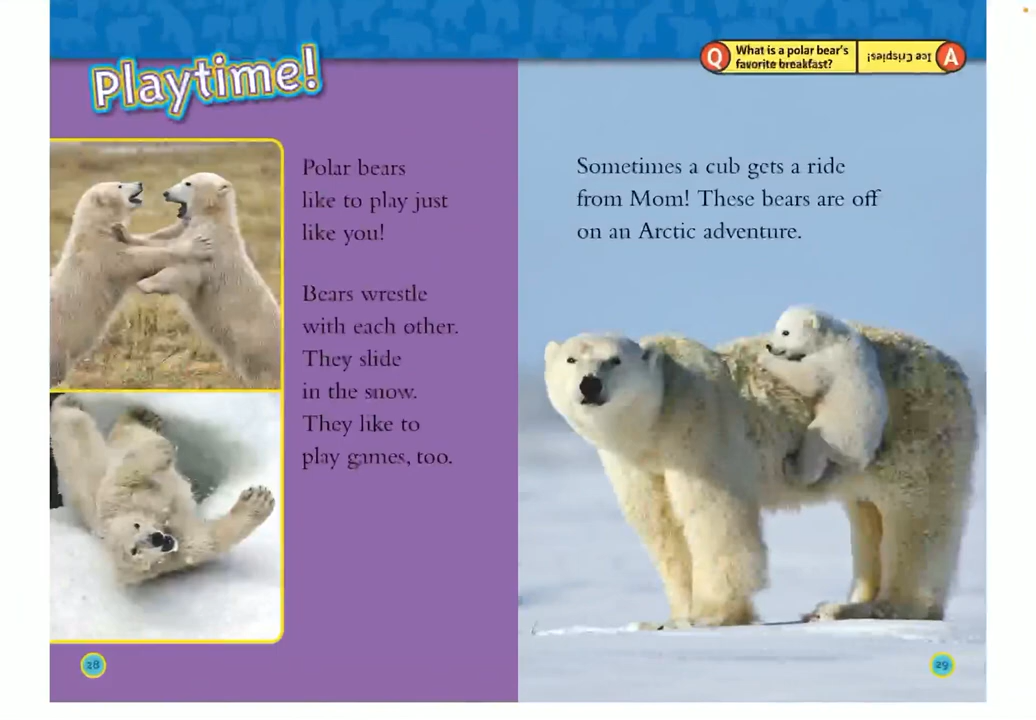 Playtime!
Polar bears
like to play just
like you!
Bears wrestle
with each other.
They slide
in the snow.
They like to
play games, too.
28
Q
What is a polar bear's
favorite breakfast?
Ice Crispies!
A
Sometimes a cub gets a ride
from Mom! These bears are off
on an Arctic adventure.
29